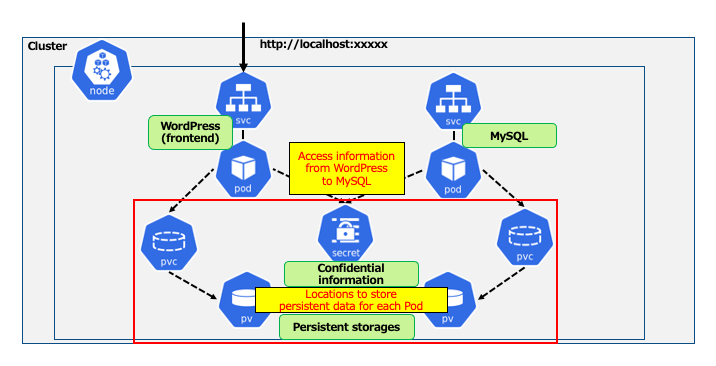 http://localhost:xxxxx
Cluster
node
svc
svc
WordPress
(frontend)
MySQL
Access information
from WordPress
to MySQL
pod
pod
pvc
secret
pvc
Confidential
information
Locations to store
persistent data for each Pod
pv
pv
Persistent storages